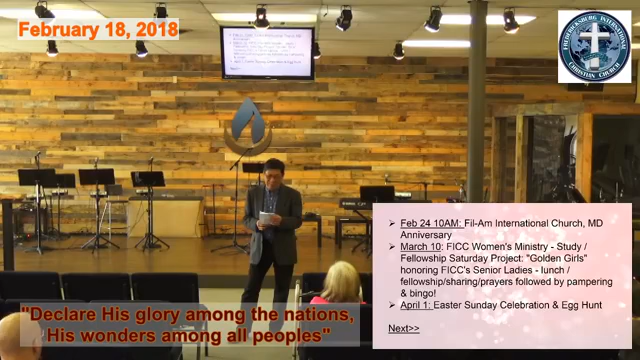 February 18, 2018
FREDERICKSBURG INTERNATIONAL
CHRISTIAN CHURCH
➢ Feb 24 10AM: Fil-Am International Church, MD
Anniversary
➢ March 10: FICC Women's Ministry - Study /
Fellowship Saturday Project: "Golden Girls"
honoring FICC's Senior Ladies - lunch /
fellowship/sharing/prayers followed by pampering
& bingo!
➢ April 1: Easter Sunday Celebration & Egg Hunt
Next>>
"Declare His glory among the nations,
His wonders among all peoples"